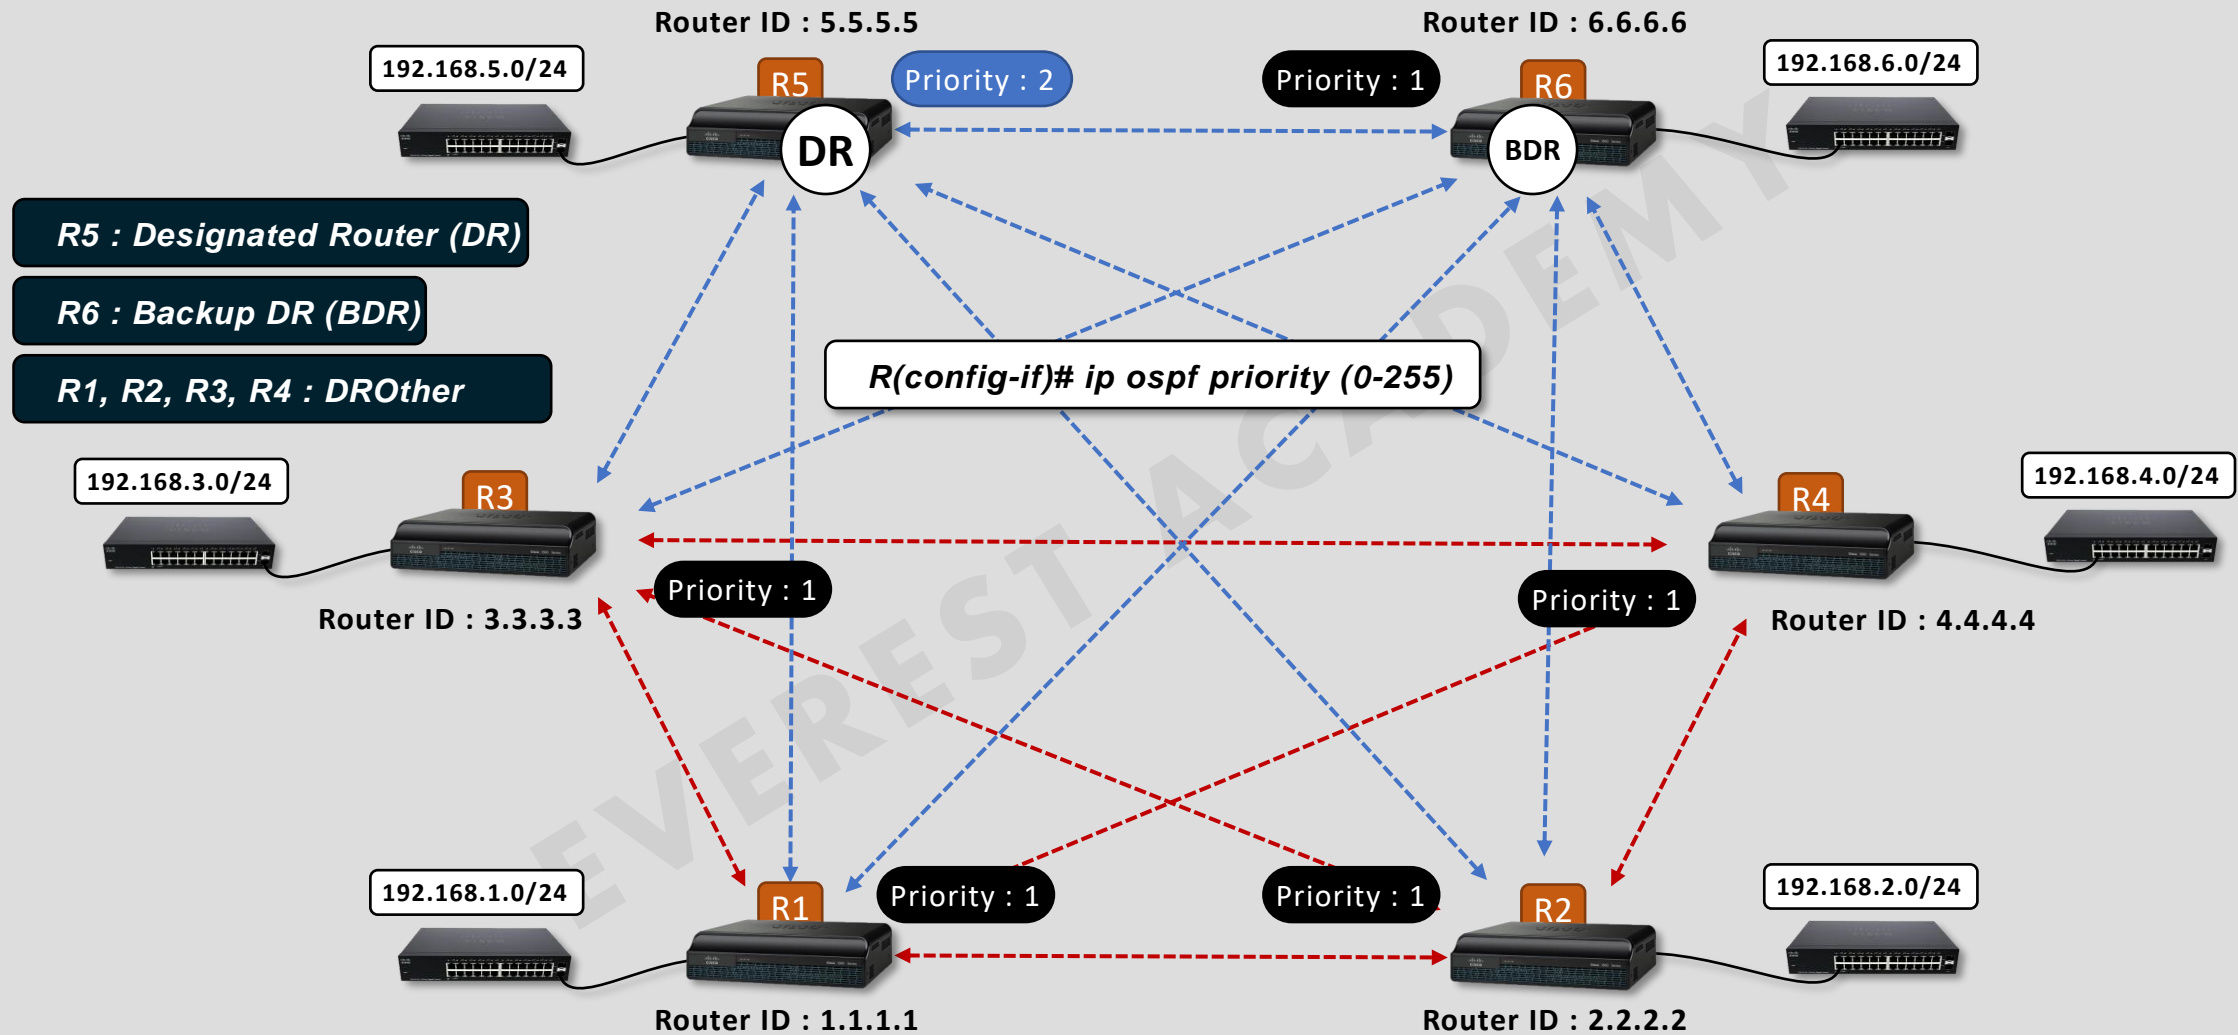 Router ID : 5.5.5.5
Router ID : 6.6.6.6
192.168.5.0/24
R5
Priority : 2
Priority : 1
R6
192.168.6.0/24
DR
BDR
R5 : Designated Router (DR)
R6 : Backup DR (BDR)
R1, R2, R3, R4 : DROther
R(config-if)# ip ospf priority (0-255)
192.168.3.0/24
R3
R4
192.168.4.0/24
Priority : 1
Priority : 1
Router ID : 3.3.3.3
Router ID : 4.4.4.4
EVEREST ACADEMY
192.168.1.0/24
R1
Priority : 1
Priority : 1
R2
192.168.2.0/24
Router ID : 1.1.1.1
Router ID : 2.2.2.2